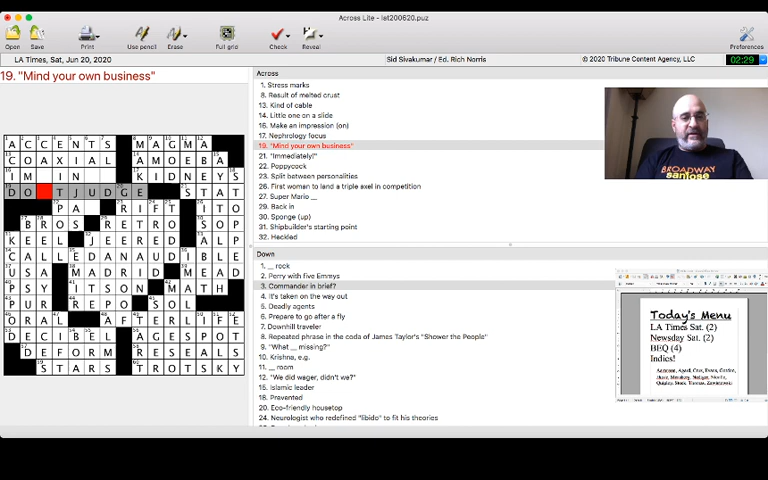 Across Lite - lat200620.puz
Open
Save
Print
Use pencil
Erase
Full grid
Check
Reveal
Preferences
LA Times, Sat, Jun 20, 2020
Sid Sivakumar / Ed. Rich Norris
© 2020 Tribune Content Agency, LLC
02:29
19. "Mind your own business"
ACCENTS MAGMA
COAXIAL AMOEBA
IM IN KIDNEYS
DO TJUDGE STAT
PA RIFT ITO
BROS RETRO SOP
KEEL JEERED ALP
CALLEDANAUDIBLE
USA MADRID MEAD
PSY ITSON MATH
PUR REPO SOL
ORAL AFTERLIFE
DECIBEL AGESPOT
DEFORM RESEALS
STARS TROTSKY
Across
1. Stress marks
8. Result of melted crust
13. Kind of cable
14. Little one on a slide
16. Make an impression (on)
17. Nephrology focus
19. "Mind your own business"
21. "Immediately!"
22. Poppycock
23. Split between personalities
26. First woman to land a triple axel in competition
27. Super Mario __
29. Back in
30. Sponge (up)
31. Shipbuilder's starting point
32. Heckled
Down
1. __ rock
2. Perry with five Emmys
3. Commander in brief?
4. It's taken on the way out
5. Deadly agents
6. Prepare to go after a fly
7. Downhill traveler
8. Repeated phrase in the coda of James Taylor's "Shower the People"
9. "What __ missing?"
10. Krishna, e.g.
11. __ room
12. "We did wager, didn't we?"
15. Islamic leader
18. Prevented
20. Eco-friendly housetop
24. Neurologist who redefined "libido" to fit his theories
BROADWAY
san jose
Today's Menu
LA Times Sat. (2)
Newsday Sat. (2)
BEQ (4)
Indics!